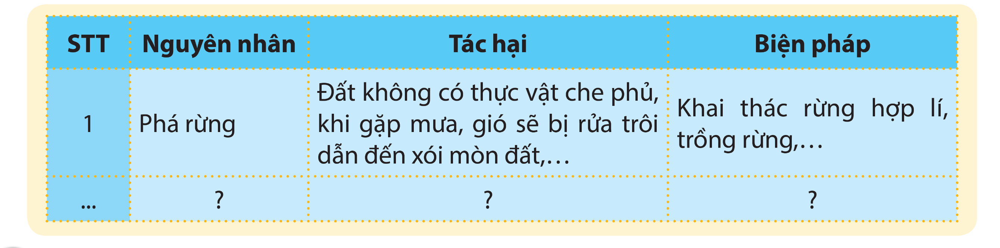 STT Nguyên nhân Tác hại Biện pháp
1 Phá rừng
Đất không có thực vật che phủ,
khi gặp mưa, gió sẽ bị rửa trôi
dẫn đến xói mòn đất,...
Khai thác rừng hợp lí,
trồng rừng,...
... ? ? ?